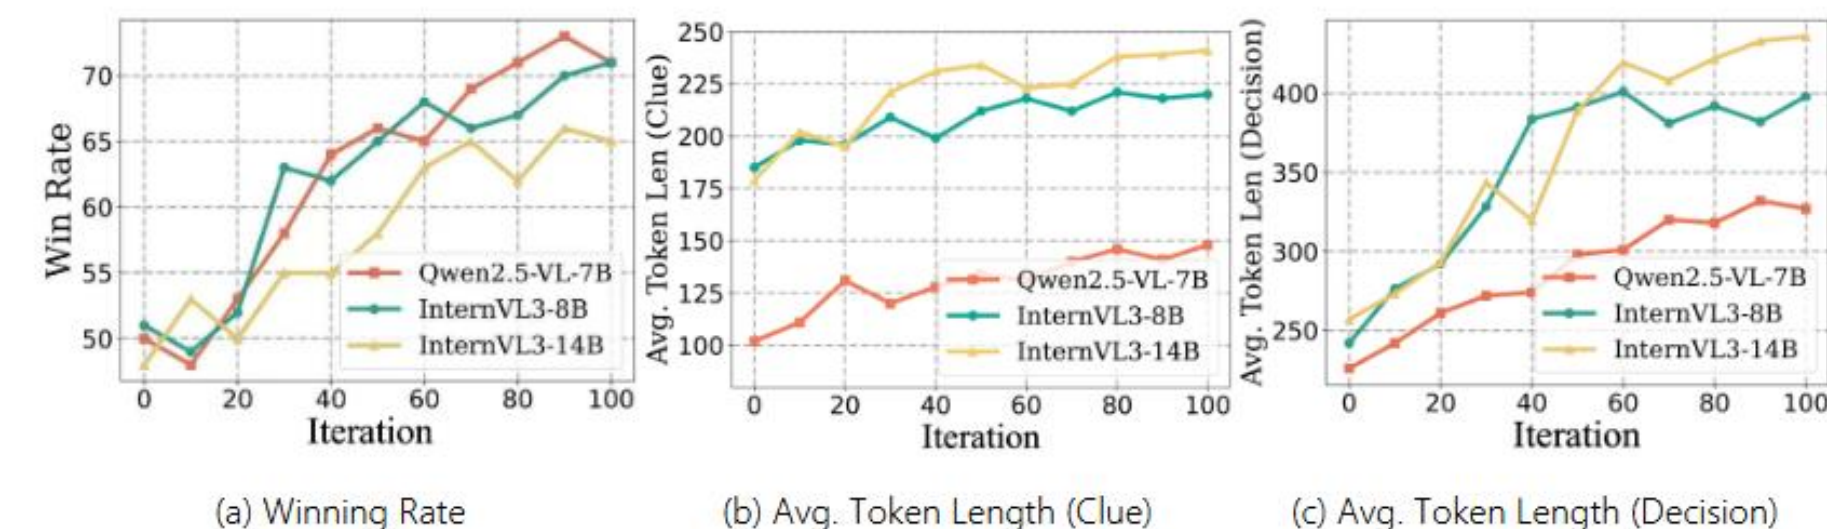 Win Rate
70
65
60
55
50
0 20 40 60 80 100
Iteration
Qwen2.5-VL-7B
InternVL3-8B
InternVL3-14B
(a) Winning Rate
Avg. Token Len (Clue)
250
225
200
175
150
125
100
0 20 40 60 80 100
Iteration
Qwen2.5-VL-7B
InternVL3-8B
InternVL3-14B
(b) Avg. Token Length (Clue)
Avg. Token Len (Decision)
400
350
300
250
0 20 40 60 80 100
Iteration
Qwen2.5-VL-7B
InternVL3-8B
InternVL3-14B
(c) Avg. Token Length (Decision)